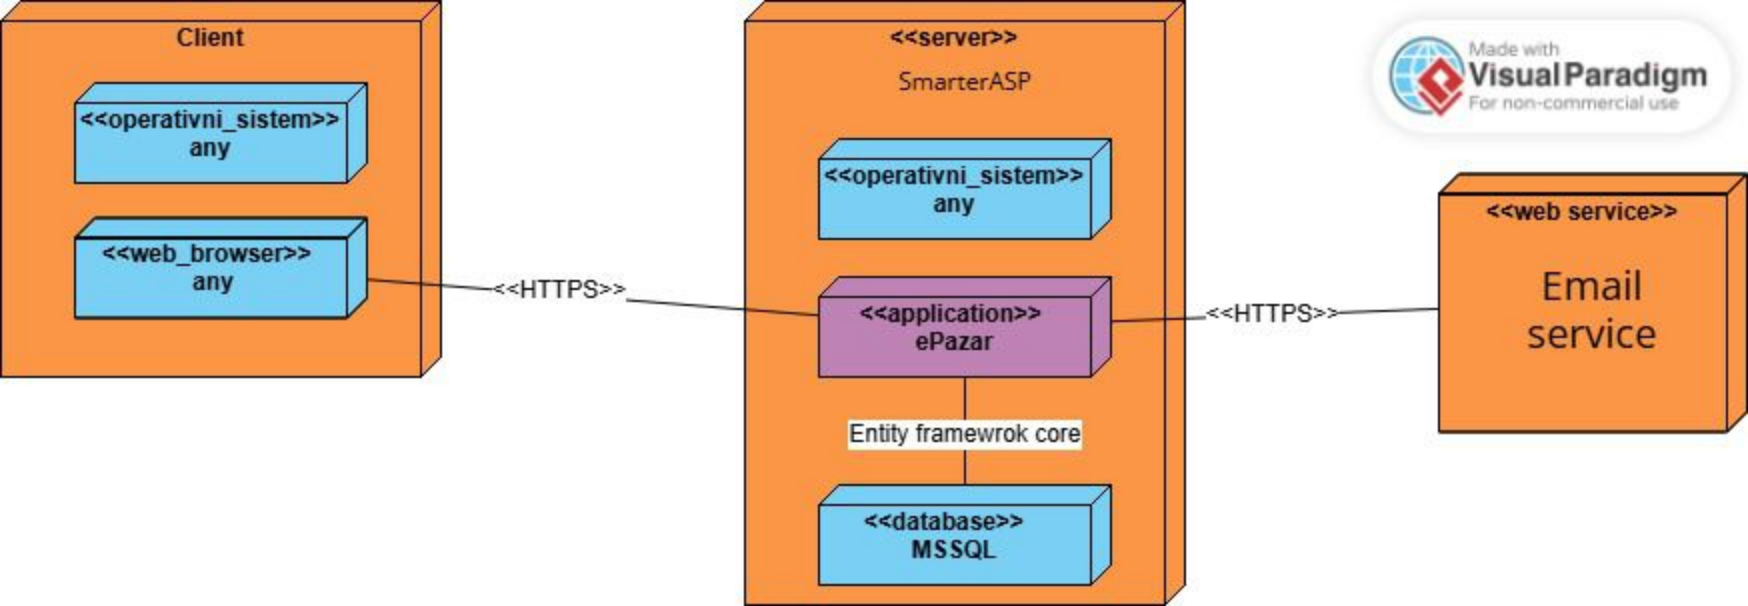 Client
<<operativni_sistem>>
any
<<web_browser>>
any
<<HTTPS>>
<<server>>
SmarterASP
<<operativni_sistem>>
any
<<application>>
ePazar
Entity framewrok core
<<database>>
MSSQL
<<HTTPS>>
Made with
Visual Paradigm
For non-commercial use
<<web service>>
Email
service